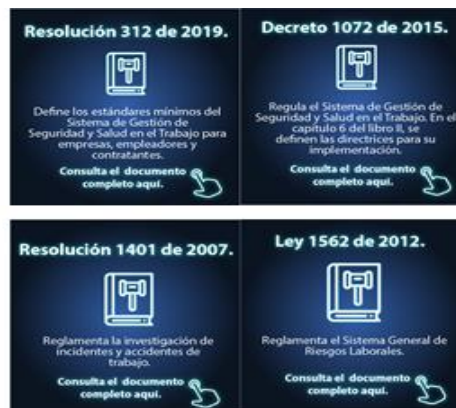 Resolución 312 de 2019.
Define los estándares mínimos del
Sistema de Gestión de
Seguridad y Salud en el Trabajo para
empresas, empleadores y
contratantes.
Consulta el documento
completo aquí.
Decreto 1072 de 2015.
Regula el Sistema de Gestión de
Seguridad y Salud en el Trabajo. En el
capítulo 6 del libro II, se
definen las directrices para su
implementación.
Consulta el documento
completo aquí.
Resolución 1401 de 2007.
Reglamenta la investigación de
incidentes y accidentes de
trabajo.
Consulta el documento
completo aquí.
Ley 1562 de 2012.
Reglamenta el Sistema General de
Riesgos Laborales.
Consulta el documento
completo aquí.